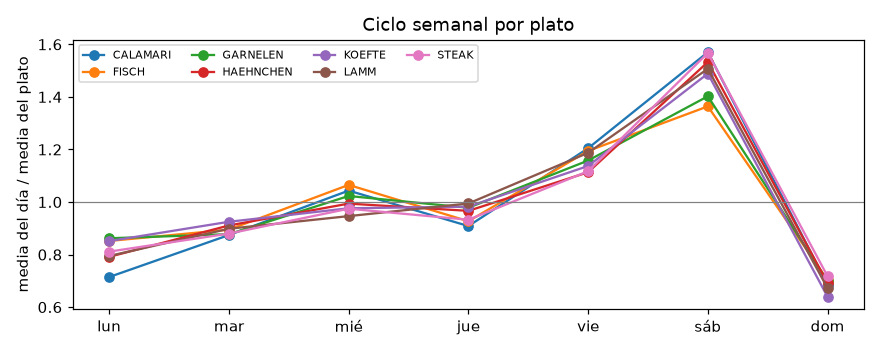 Ciclo semanal por plato
media del día / media del plato
1.6
1.4
1.2
1.0
0.8
0.6
CALAMARI
FISCH
GARNELEN
HAEHNCHEN
KOEFTE
LAMM
STEAK
lun mar mié jue vie sáb dom